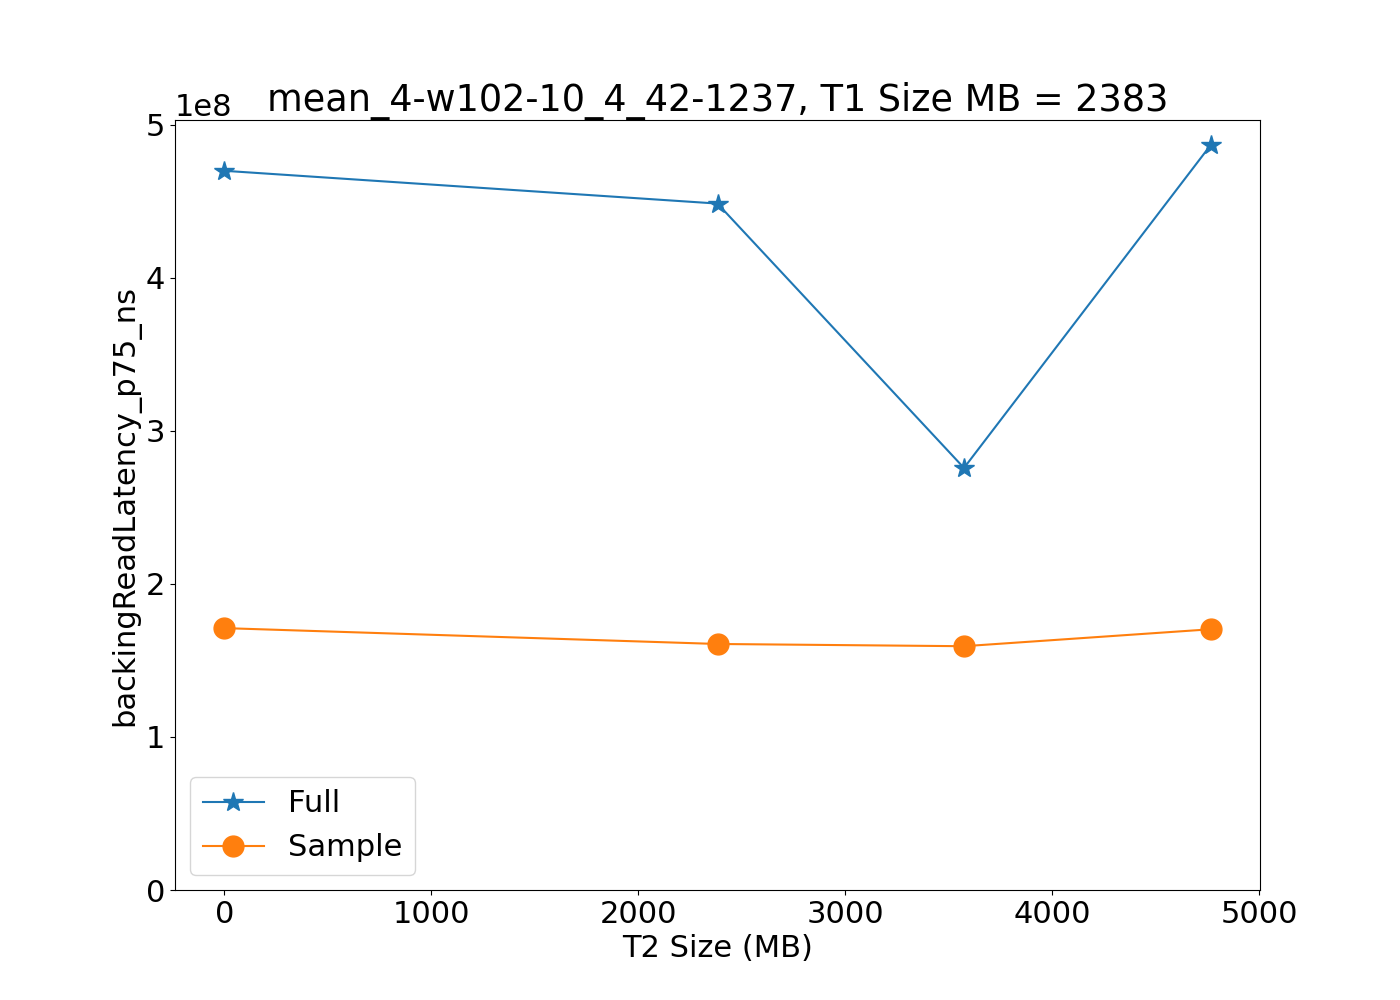 1e8
mean_4-w102-10_4_42-1237, T1 Size MB = 2383
backingReadLatency_p75_ns
5
4
3
2
1
0
Full
Sample
0 1000 2000 3000 4000 5000
T2 Size (MB)